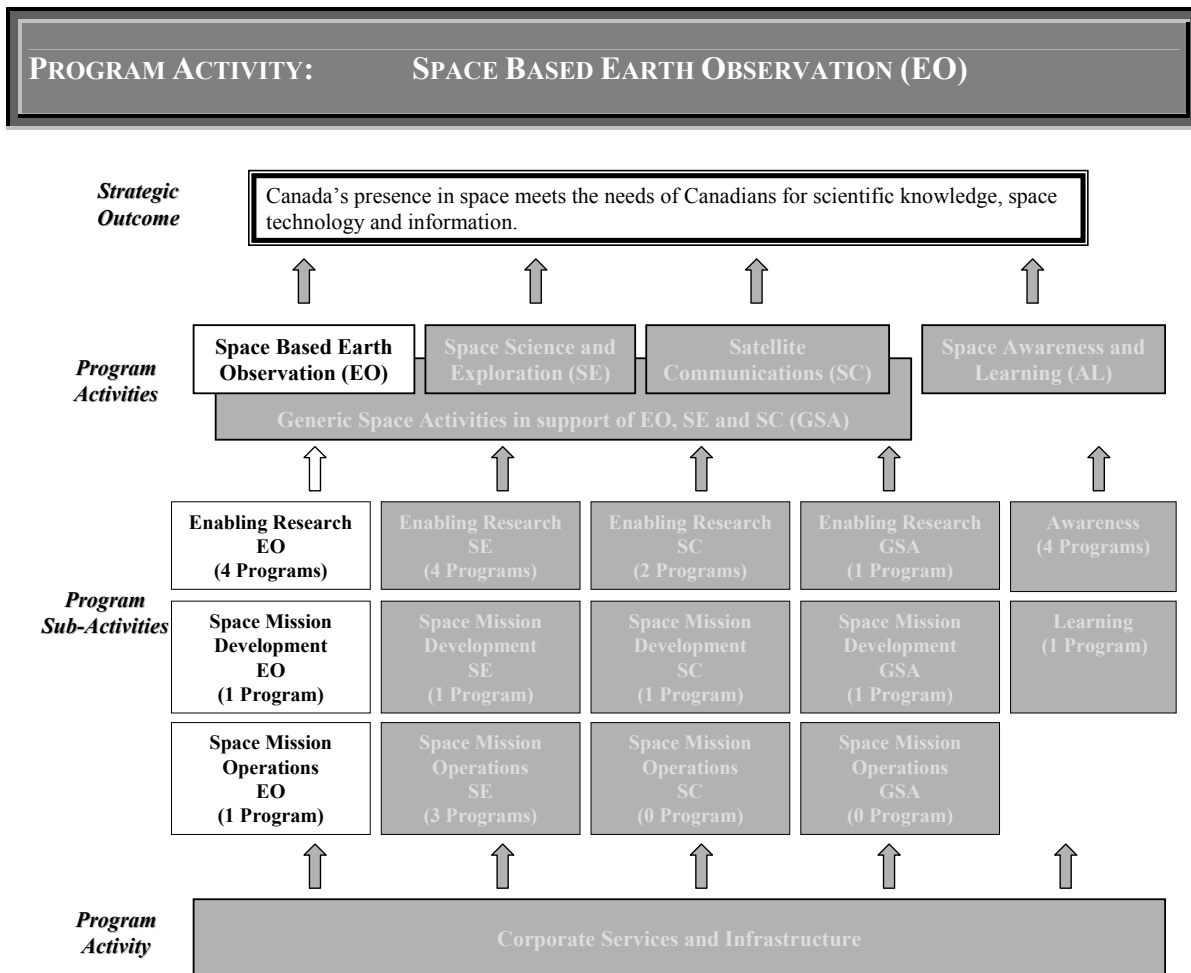 PROGRAM ACTIVITY: SPACE BASED EARTH OBSERVATION (EO)
Strategic
Outcome
Canada's presence in space meets the needs of Canadians for scientific knowledge, space
technology and information.
Program
Activities
Space Based Earth
Observation (EO)
Space Science and
Exploration (SE)
Satellite
Communications (SC)
Space Awareness and
Learning (AL)
Generic Space Activities in support of EO, SE and SC (GSA)
Program
Sub-Activities
Enabling Research
EO
(4 Programs)
Enabling Research
SE
(4 Programs)
Enabling Research
SC
(2 Programs)
Enabling Research
GSA
(1 Program)
Awareness
(4 Programs)
Space Mission
Development
EO
(1 Program)
Space Mission
Development
SE
(1 Program)
Space Mission
Development
SC
(1 Program)
Space Mission
Development
GSA
(1 Program)
Learning
(1 Program)
Space Mission
Operations
EO
(1 Program)
Space Mission
Operations
SE
(3 Programs)
Space Mission
Operations
SC
(0 Program)
Space Mission
Operations
GSA
(0 Program)
Program
Activity
Corporate Services and Infrastructure